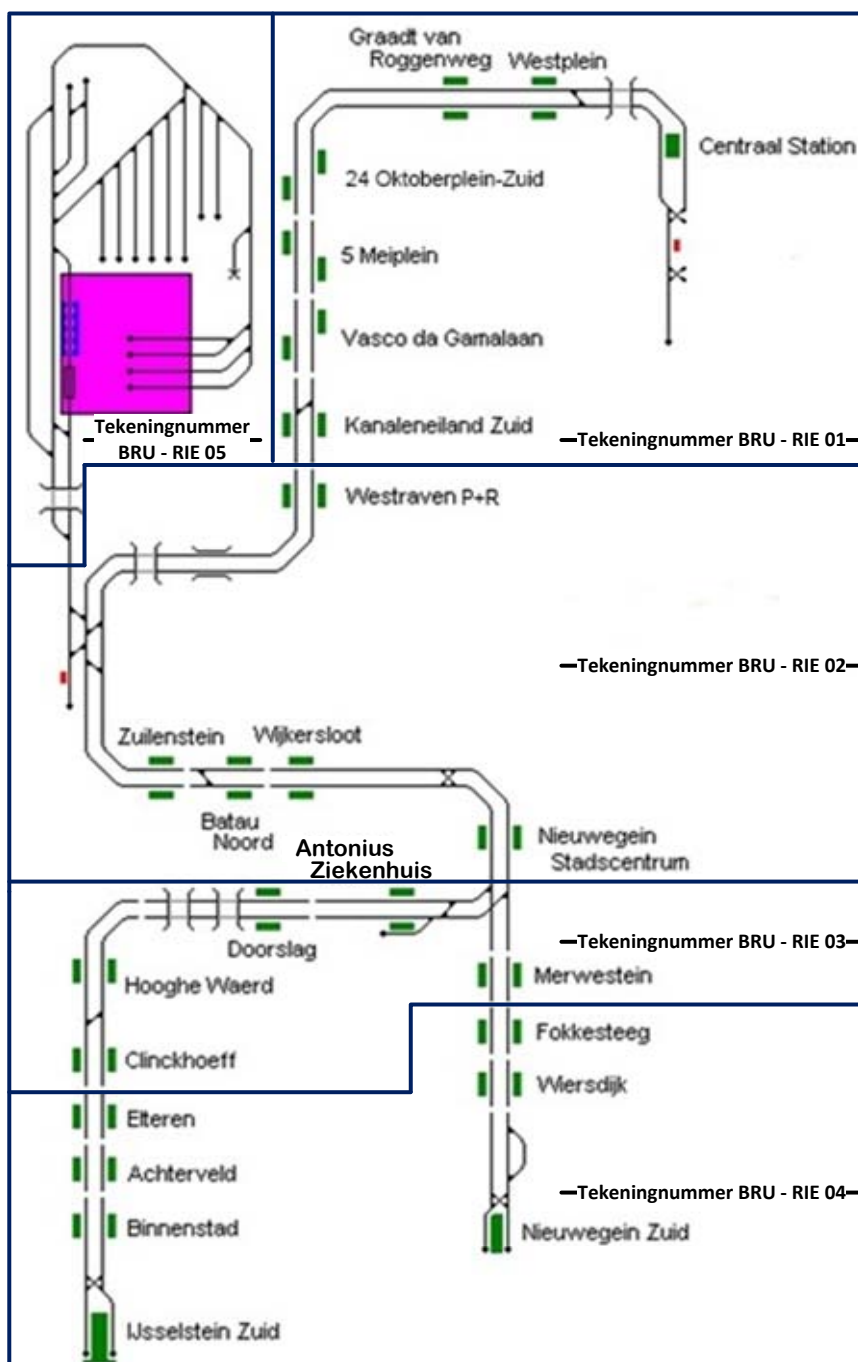 Graadt van
Roggenweg
Westplein
Centraal Station
24 Oktoberplein-Zuid
5 Meiplein
Vasco da Gamalaan
Kanaleneiland Zuid
Tekeningnummer
BRU - RIE 05
Tekeningnummer BRU - RIE 01
Westraven P+R
Tekeningnummer BRU - RIE 02
Zuilenstein
Wijkersloot
Batau
Noord
Nieuwegein
Stadscentrum
Antonius
Ziekenhuis
Doorslag
Tekeningnummer BRU - RIE 03
Hooghe Waerd
Merwestein
Fokkesteeg
Clinckhoeff
Wiersdijk
Eiteren
Achterveld
Tekeningnummer BRU - RIE 04
Binnenstad
Nieuwegein Zuid
IJsselstein Zuid